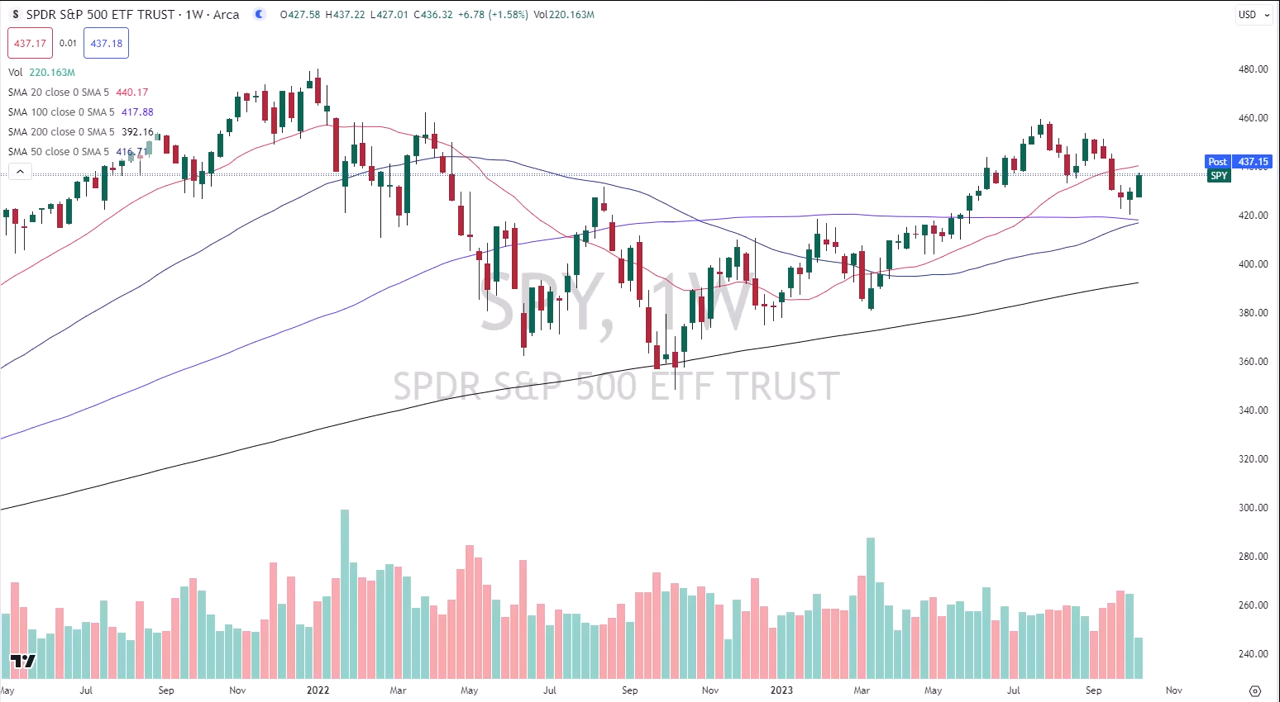 S SPDR S&P 500 ETF TRUST · 1W · Arca O427.58 H437.22 L427.01 C436.32 +6.78 (+1.58%) Vol220.163M USD
437.17 0.01 437.18
Vol 220.163M
SMA 20 close 0 SMA 5 440.17
SMA 100 close 0 SMA 5 417.88
SMA 200 close 0 SMA 5 392.16
SMA 50 close 0 SMA 5 416.71
480.00
460.00
Post 437.15
SPY
420.00
400.00
380.00
360.00
340.00
320.00
300.00
280.00
260.00
240.00
SPY, 1W
SPDR S&P 500 ETF TRUST
May Jul Sep Nov 2022 Mar May Jul Sep Nov 2023 Mar May Jul Sep Nov